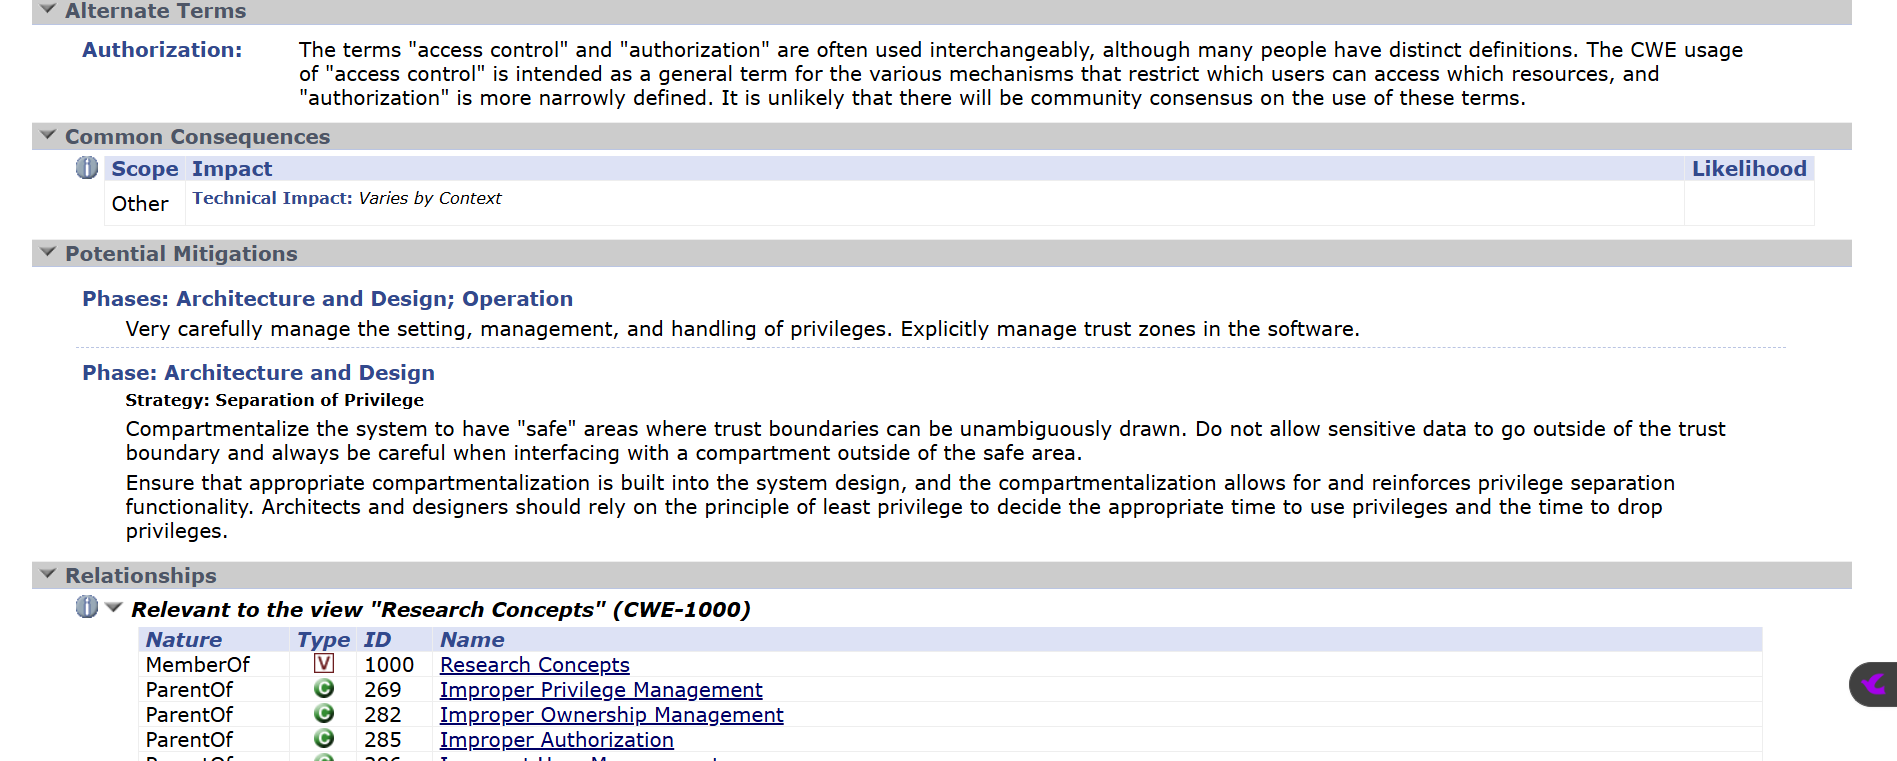 Alternate Terms
Authorization:
The terms "access control" and "authorization" are often used interchangeably, although many people have distinct definitions. The CWE usage
of "access control" is intended as a general term for the various mechanisms that restrict which users can access which resources, and
"authorization" is more narrowly defined. It is unlikely that there will be community consensus on the use of these terms.
Common Consequences
Scope Impact Likelihood
Other Technical Impact: Varies by Context
Potential Mitigations
Phases: Architecture and Design; Operation
Very carefully manage the setting, management, and handling of privileges. Explicitly manage trust zones in the software.
Phase: Architecture and Design
Strategy: Separation of Privilege
Compartmentalize the system to have "safe" areas where trust boundaries can be unambiguously drawn. Do not allow sensitive data to go outside of the trust
boundary and always be careful when interfacing with a compartment outside of the safe area.
Ensure that appropriate compartmentalization is built into the system design, and the compartmentalization allows for and reinforces privilege separation
functionality. Architects and designers should rely on the principle of least privilege to decide the appropriate time to use privileges and the time to drop
privileges.
Relationships
Relevant to the view "Research Concepts" (CWE-1000)
Nature Type ID Name
MemberOf V 1000 Research Concepts
ParentOf C 269 Improper Privilege Management
ParentOf C 282 Improper Ownership Management
ParentOf C 285 Improper Authorization